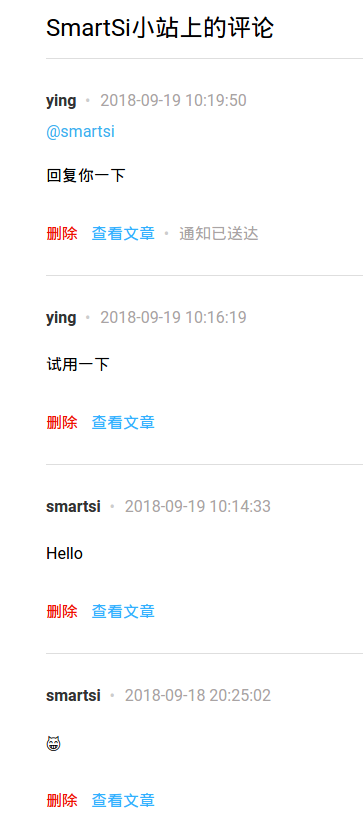 SmartSi小站上的评论
ying • 2018-09-19 10:19:50
@smartsi
回复你一下
删除 查看文章 • 通知已送达
ying • 2018-09-19 10:16:19
试用一下
删除 查看文章
smartsi • 2018-09-19 10:14:33
Hello
删除 查看文章
smartsi • 2018-09-18 20:25:02
😸
删除 查看文章